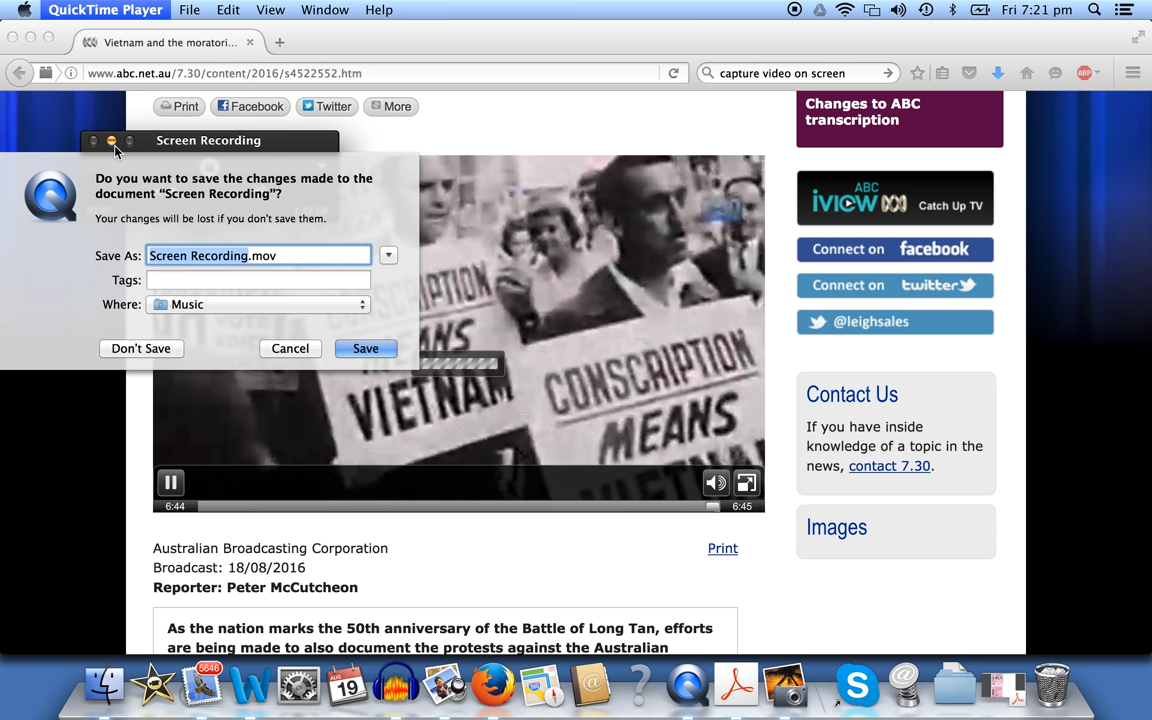 QuickTime Player File Edit View Window Help Fri 7:21 pm
Vietnam and the moratori...
www.abc.net.au/7.30/content/2016/s4522552.htm
capture video on screen
ABP
Print Facebook Twitter More
Changes to ABC
transcription
Screen Recording
Do you want to save the changes made to the
document “Screen Recording”?
Your changes will be lost if you don't save them.
Save As: Screen Recording.mov
Tags:
Where: Music
Don't Save Cancel Save
CONSCRIPTION
MEANS
VIETNAM
CONSCRIPTION
MEANS
6:44 6:45
ABC
iview Catch Up TV
Connect on facebook
Connect on twitter
@leighsales
Contact Us
If you have inside
knowledge of a topic in the
news, contact 7.30.
Images
Australian Broadcasting Corporation
Print
Broadcast: 18/08/2016
Reporter: Peter McCutcheon
As the nation marks the 50th anniversary of the Battle of Long Tan, efforts
are being made to also document the protests against the Australian
5646
AUG
19